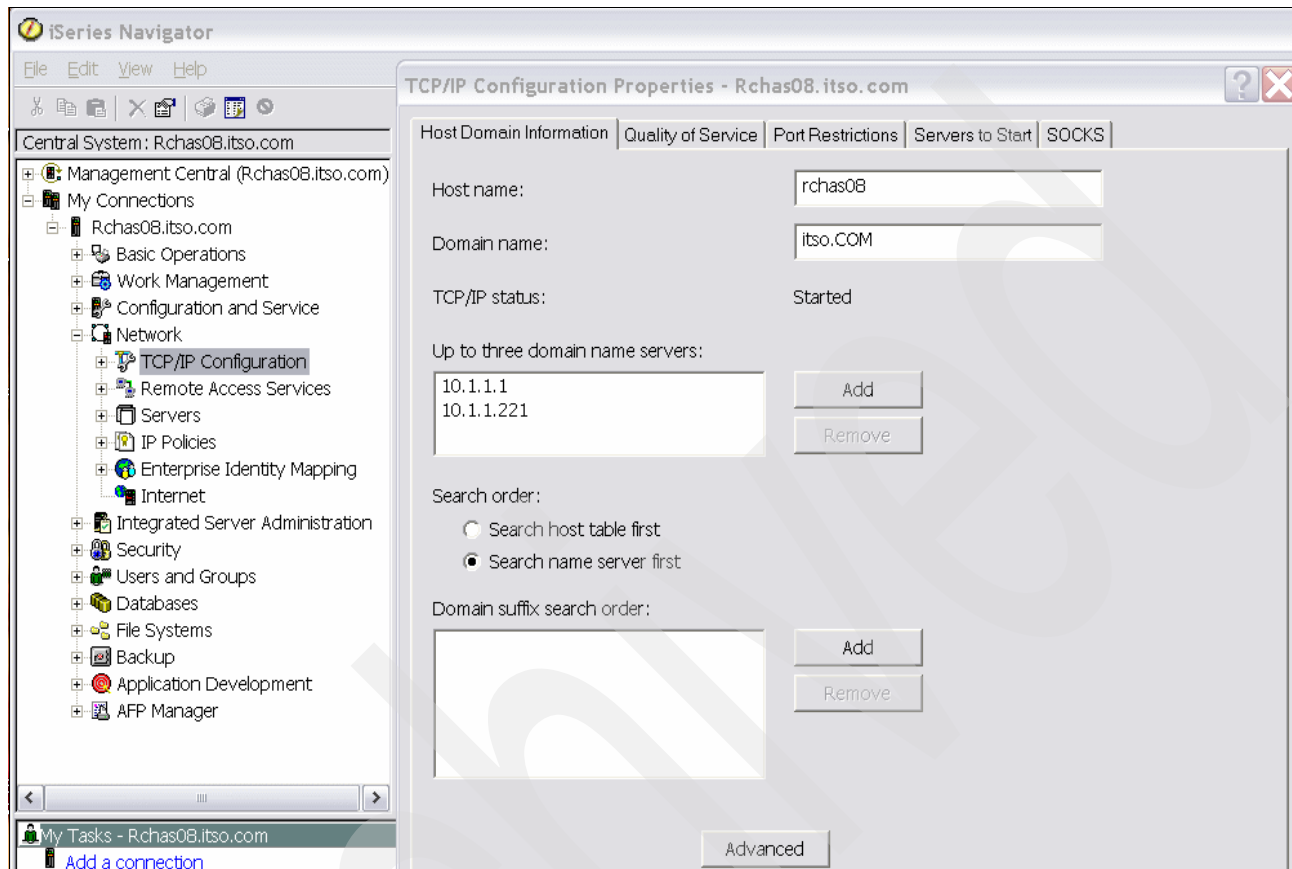 iSeries Navigator
File Edit View Help
Central System: Rchas08.itso.com
Management Central (Rchas08.itso.com)
My Connections
Rchas08.itso.com
Basic Operations
Work Management
Configuration and Service
Network
TCP/IP Configuration
Remote Access Services
Servers
IP Policies
Enterprise Identity Mapping
Internet
Integrated Server Administration
Security
Users and Groups
Databases
File Systems
Backup
Application Development
AFP Manager
My Tasks - Rchas08.itso.com
Add a connection
TCP/IP Configuration Properties - Rchas08.itso.com
Host Domain Information Quality of Service Port Restrictions Servers to Start SOCKS
Host name: rchas08
Domain name: itso.COM
TCP/IP status: Started
Up to three domain name servers:
10.1.1.1
10.1.1.221
Add
Remove
Search order:
Search host table first
Search name server first
Domain suffix search order:
Add
Remove
Advanced